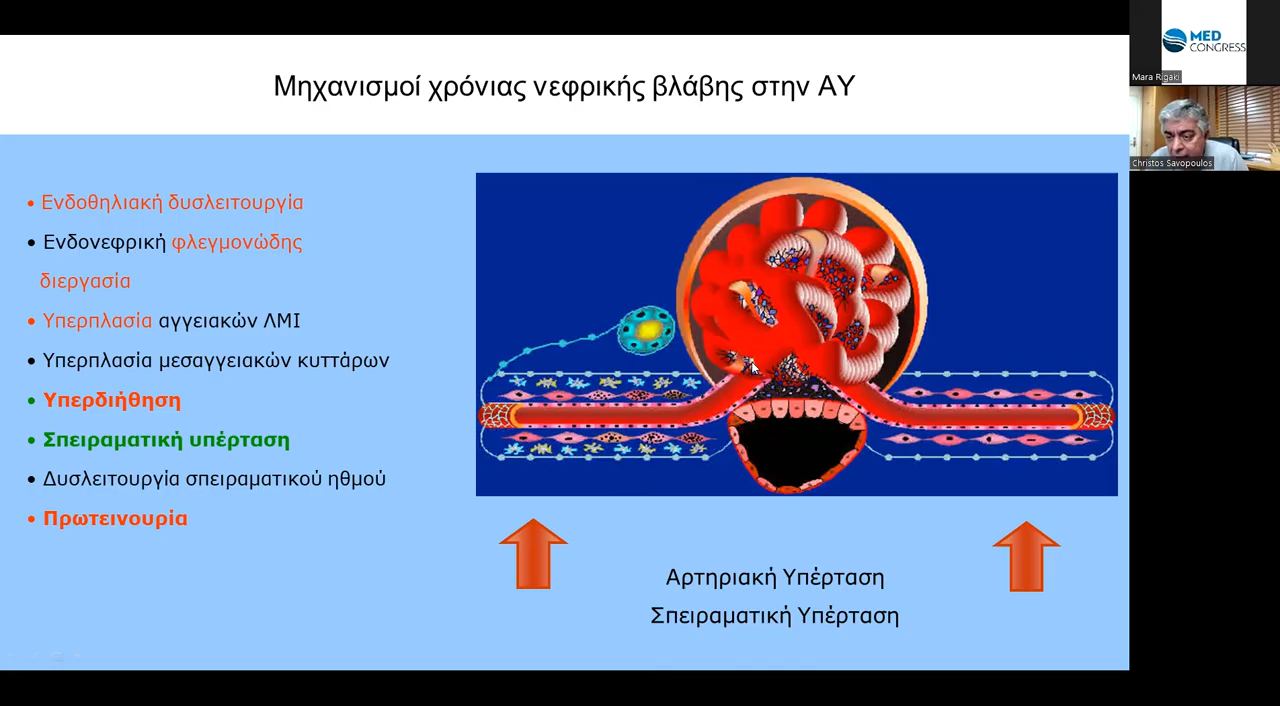 Μηχανισμοί χρόνιας νεφρικής βλάβης στην ΑΥ
• Ενδοθηλιακή δυσλειτουργία
• Ενδονεφρική φλεγμονώδης
διεργασία
• Υπερπλασία αγγειακών ΛΜΙ
• Υπερπλασία μεσαγγειακών κυττάρων
• Υπερδιήθηση
• Σπειραματική υπέρταση
• Δυσλειτουργία σπειραματικού ηθμού
• Πρωτεινουρία
Αρτηριακή Υπέρταση
Σπειραματική Υπέρταση
MED
CONGRESS
Mara Rigaki
Christos Savopoulos